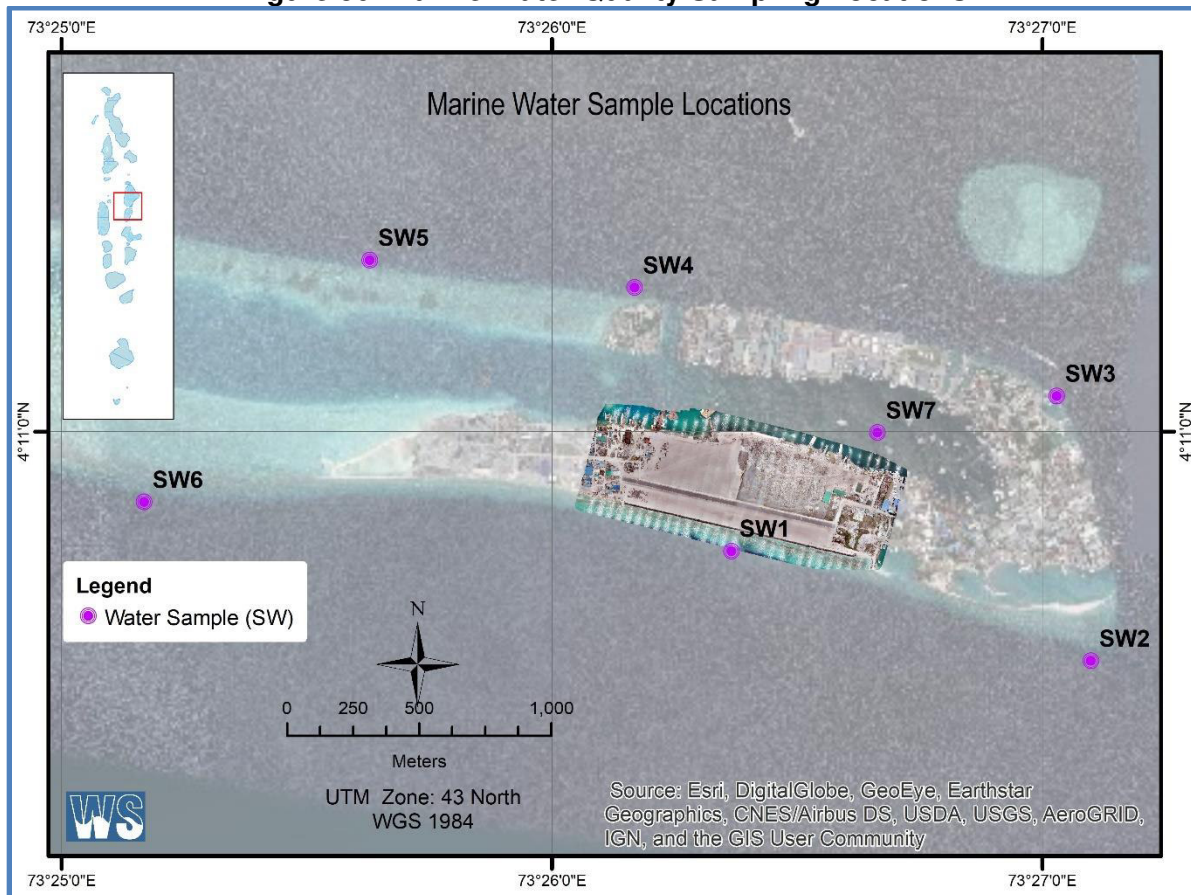 73°25'0"E 73°26'0"E 73°27'0"E
Marine Water Sample Locations
SW5
SW4
SW3
SW7
4°11'0"N 4°11'0"N
SW6
SW1
Legend
Water Sample (SW)
N
SW2
0 250 500 1,000
Meters
UTM Zone: 43 North
WGS 1984
Source: Esri, DigitalGlobe, GeoEye, Earthstar
Geographics, CNES/Airbus DS, USDA, USGS, AeroGRID,
IGN, and the GIS User Community
WS
73°25'0"E 73°26'0"E 73°27'0"E